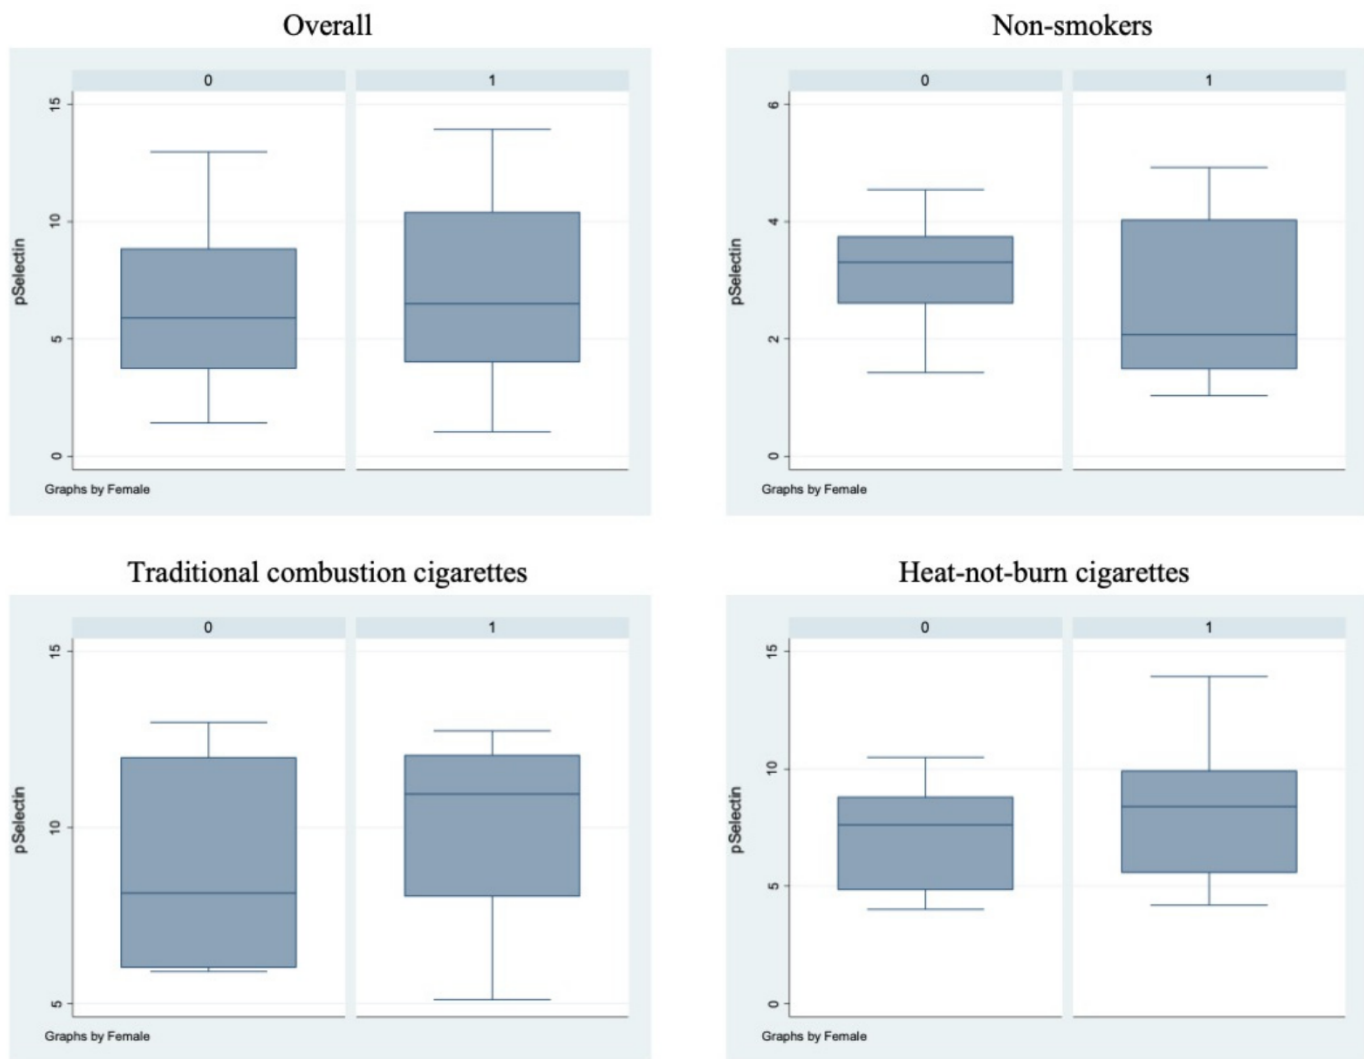 Overall
0 1
15
10
5
0
pSelectin
Graphs by Female
Non-smokers
0 1
6
4
2
0
pSelectin
Graphs by Female
Traditional combustion cigarettes
0 1
15
10
5
pSelectin
Graphs by Female
Heat-not-burn cigarettes
0 1
15
10
5
0
pSelectin
Graphs by Female